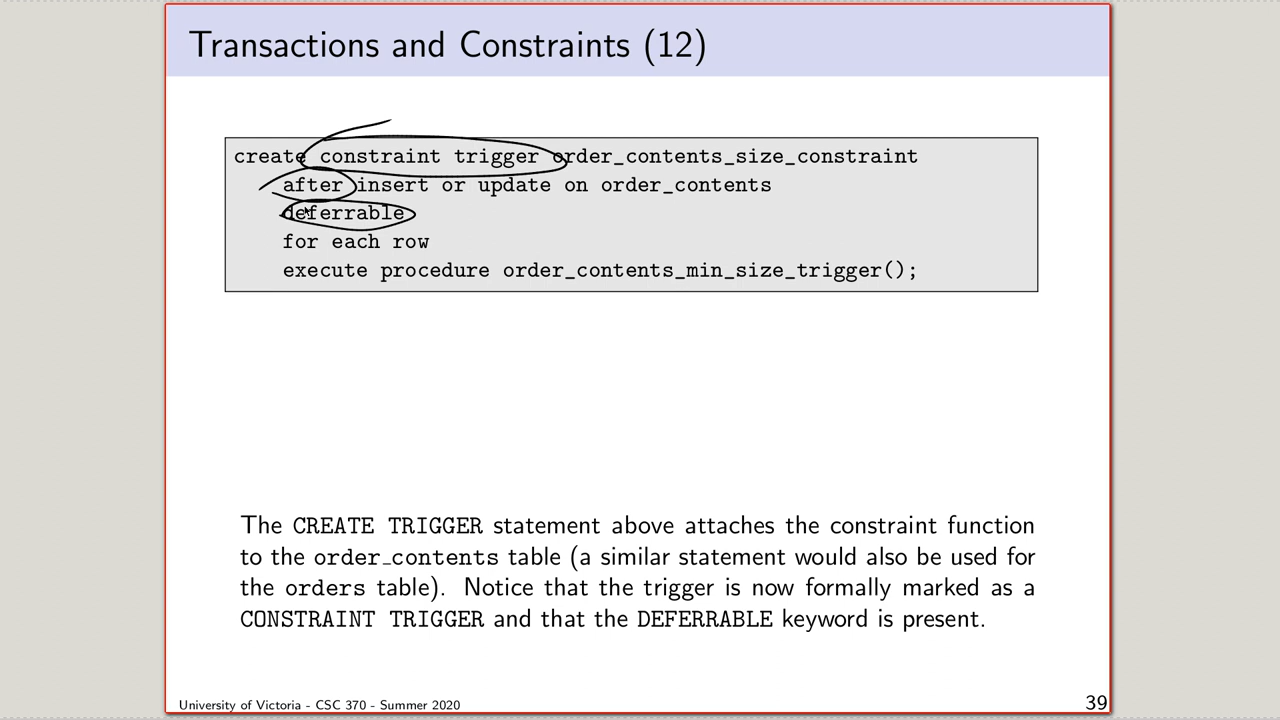 Transactions and Constraints (12)
create constraint trigger order_contents_size_constraint
after insert or update on order_contents
deferrable
for each row
execute procedure order_contents_min_size_trigger();
The CREATE TRIGGER statement above attaches the constraint function
to the order_contents table (a similar statement would also be used for
the orders table). Notice that the trigger is now formally marked as a
CONSTRAINT TRIGGER and that the DEFERRABLE keyword is present.
University of Victoria - CSC 370 - Summer 2020
39